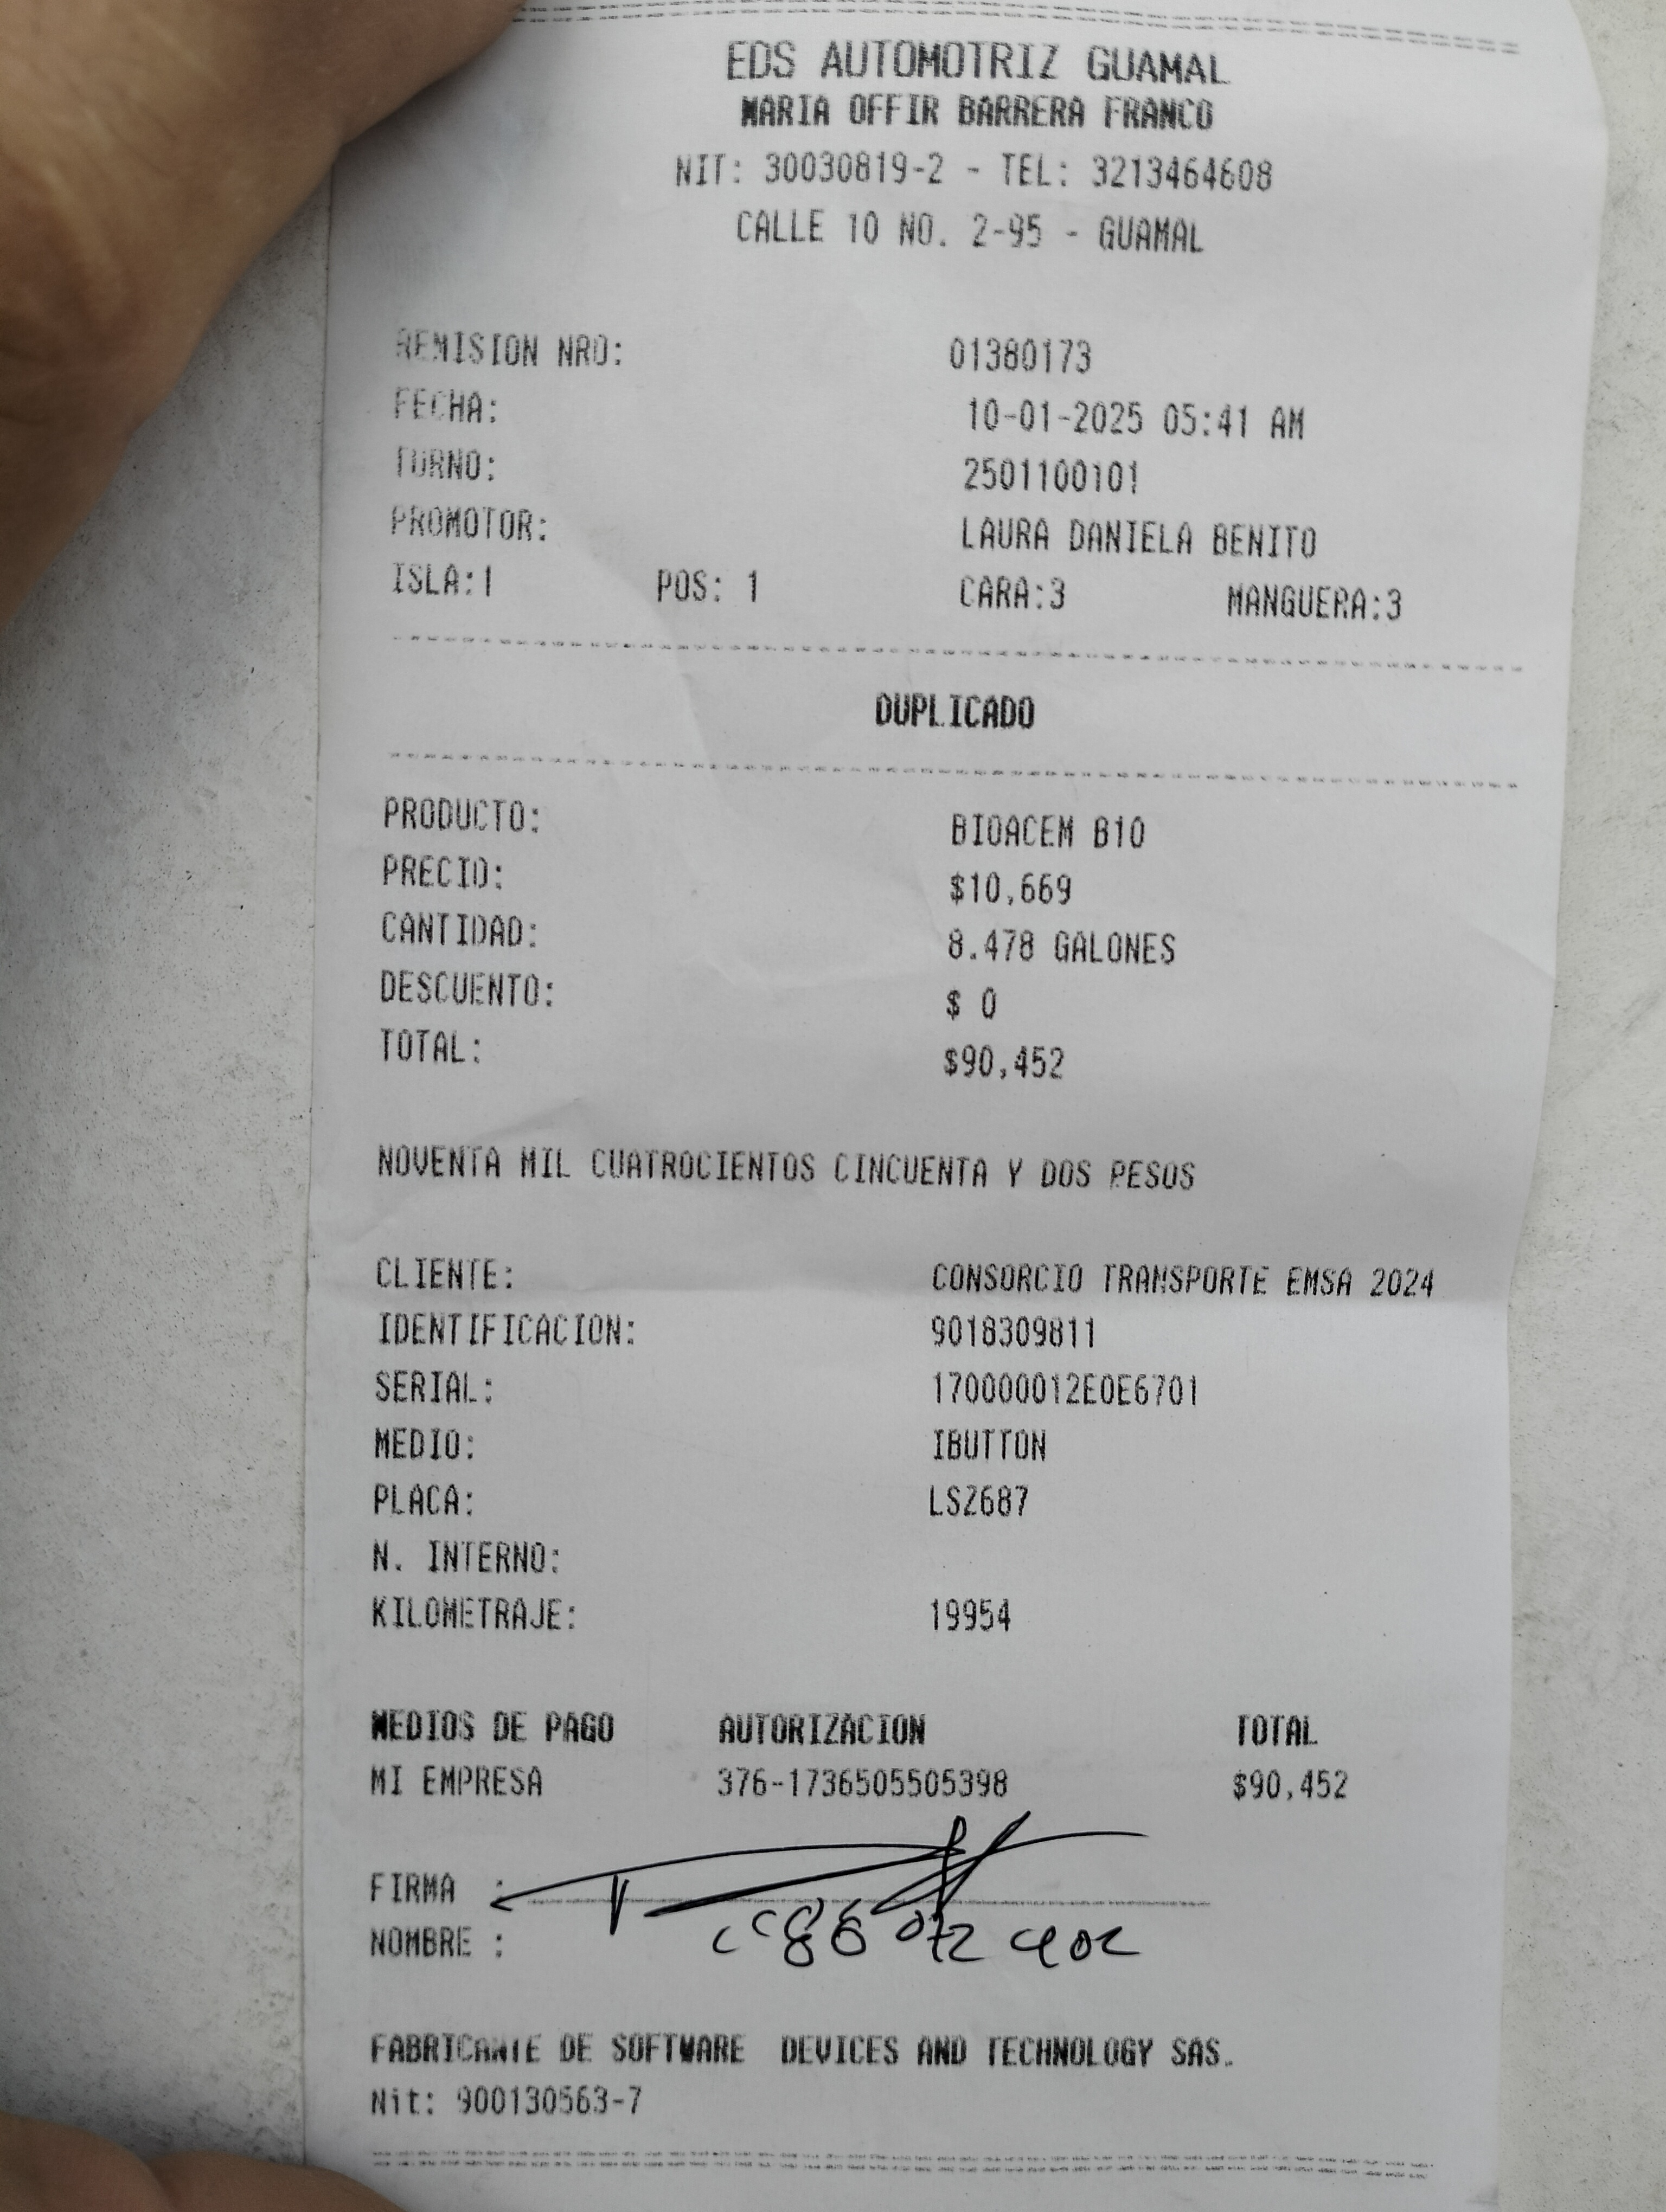 EDS AUTOMOTRIZ GUAMAL
MARIA OFFIR BARRERA FRANCO
NIT: 30030819-2 - TEL: 3213464608
CALLE 10 NO. 2-95 - GUAMAL
REMISION NRO: 01380173
FECHA: 10-01-2025 05:41 AM
TURNO: 2501100101
PROMOTOR: LAURA DANIELA BENITO
ISLA:1 POS: 1 CARA:3 MANGUERA:3
DUPLICADO
PRODUCTO: BIOACEM B10
PRECIO: $10,669
CANTIDAD: 8.478 GALONES
DESCUENTO: $ 0
TOTAL: $90,452
NOVENTA MIL CUATROCIENTOS CINCUENTA Y DOS PESOS
CLIENTE: CONSORCIO TRANSPORTE EMSA 2024
IDENTIFICACION: 9018309811
SERIAL: 170000012E0E6701
MEDIO: IBUTTON
PLACA: LSZ687
N. INTERNO:
KILOMETRAJE: 19954
MEDIOS DE PAGO AUTORIZACION TOTAL
MI EMPRESA 376-1736505505398 $90,452
FIRMA :
NOMBRE :
FABRICANTE DE SOFTWARE DEVICES AND TECHNOLOGY SAS.
Nit: 900130563-7